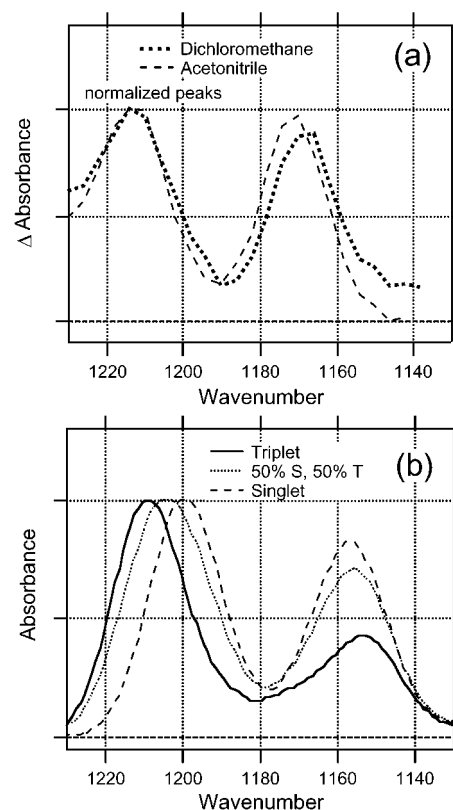 (a)
Dichloromethane
Acetonitrile
normalized peaks
Δ Absorbance
1220 1200 1180 1160 1140
Wavenumber
(b)
Triplet
50% S, 50% T
Singlet
Absorbance
1220 1200 1180 1160 1140
Wavenumber